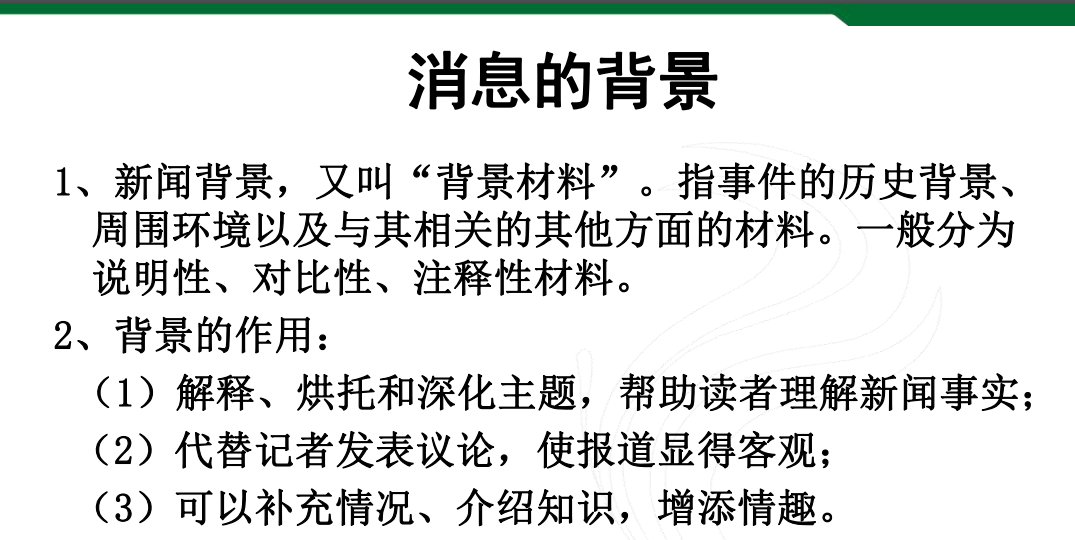 消息的背景
1、新闻背景，又叫“背景材料”。指事件的历史背景、
周围环境以及与其相关的其他方面的材料。一般分为
说明性、对比性、注释性材料。
2、背景的作用：
（1）解释、烘托和深化主题，帮助读者理解新闻事实；
（2）代替记者发表议论，使报道显得客观；
（3）可以补充情况、介绍知识，增添情趣。